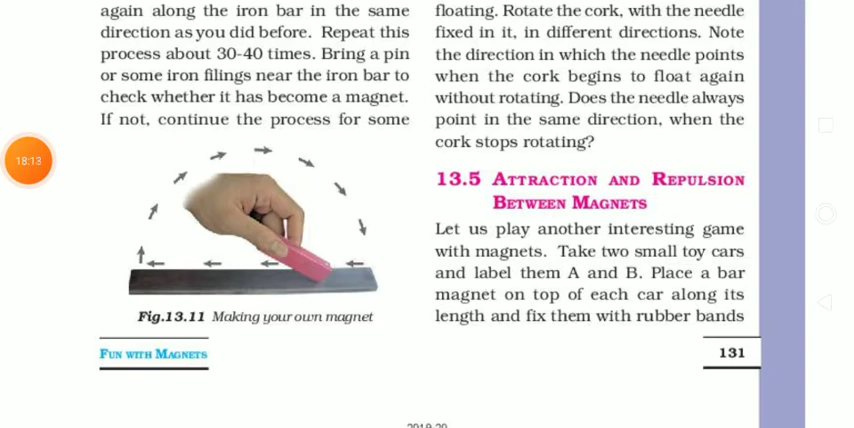 again along the iron bar in the same
direction as you did before. Repeat this
process about 30-40 times. Bring a pin
or some iron filings near the iron bar to
check whether it has become a magnet.
If not, continue the process for some
18:13
Fig.13.11 Making your own magnet
FUN WITH MAGNETS
floating. Rotate the cork, with the needle
fixed in it, in different directions. Note
the direction in which the needle points
when the cork begins to float again
without rotating. Does the needle always
point in the same direction, when the
cork stops rotating?
13.5 ATTRACTION AND REPULSION
BETWEEN MAGNETS
Let us play another interesting game
with magnets. Take two small toy cars
and label them A and B. Place a bar
magnet on top of each car along its
length and fix them with rubber bands
131
2019-20